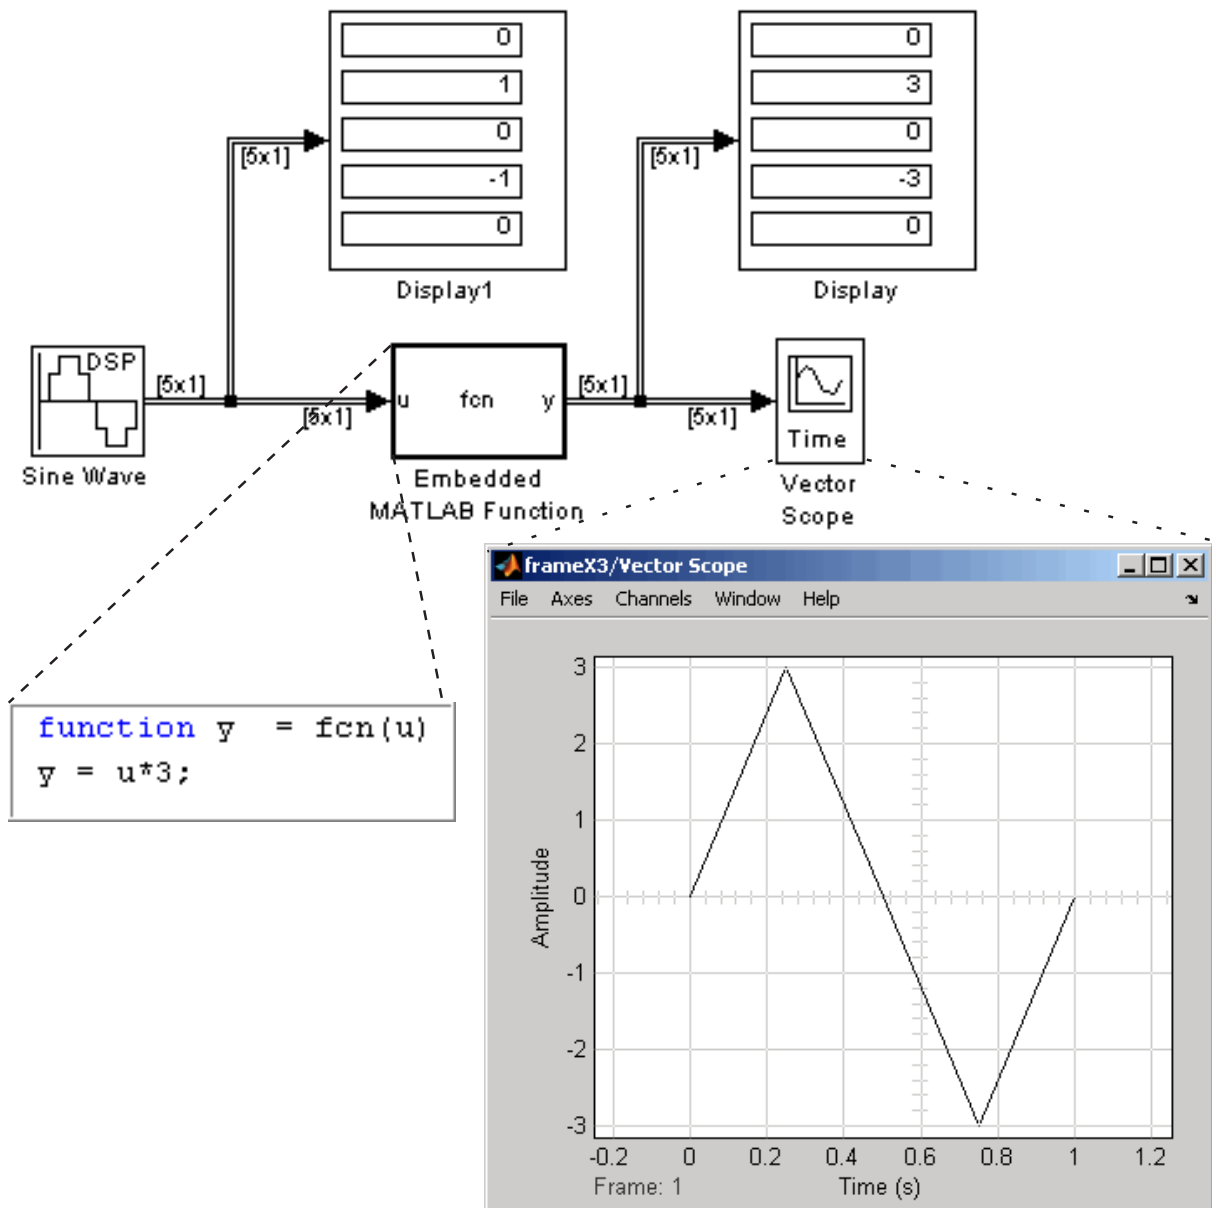 0
1
0
-1
0
[5x1]
Display1
0
3
0
-3
0
[5x1]
Display
DSP
Sine Wave
[5x1]
[5x1]
u fcn y
Embedded
MATLAB Function
[5x1]
[5x1]
Time
Vector
Scope
function y = fcn(u)
y = u*3;
frameX3/Vector Scope
File Axes Channels Window Help
3
2
1
0
-1
-2
-3
Amplitude
-0.2 0 0.2 0.4 0.6 0.8 1 1.2
Frame: 1 Time (s)